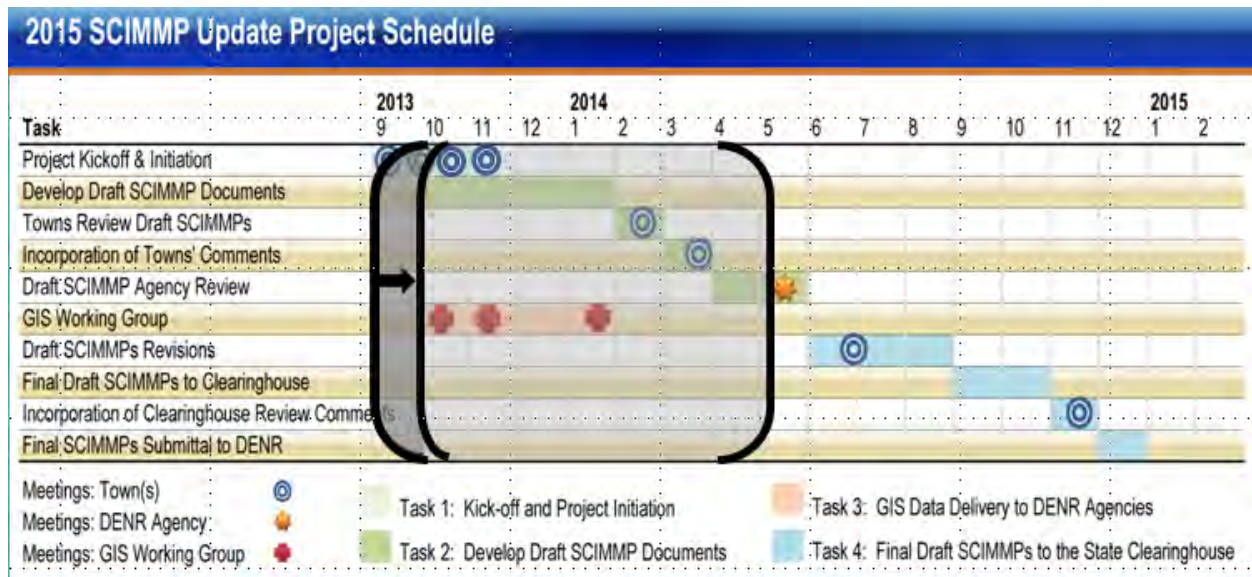 2015 SCIMMP Update Project Schedule
2013 2014 2015
Task 9 10 11 12 1 2 3 4 5 6 7 8 9 10 11 12 1 2
Project Kickoff & Initiation
Develop Draft SCIMMP Documents
Towns Review Draft SCIMMPs
Incorporation of Towns' Comments
Draft SCIMMP Agency Review
GIS Working Group
Draft SCIMMPs Revisions
Final Draft SCIMMPs to Clearinghouse
Incorporation of Clearinghouse Review Comments
Final SCIMMPs Submittal to DENR
Meetings: Town(s)
Meetings: DENR Agency
Meetings: GIS Working Group
Task 1: Kick-off and Project Initiation
Task 2: Develop Draft SCIMMP Documents
Task 3: GIS Data Delivery to DENR Agencies
Task 4: Final Draft SCIMMPs to the State Clearinghouse